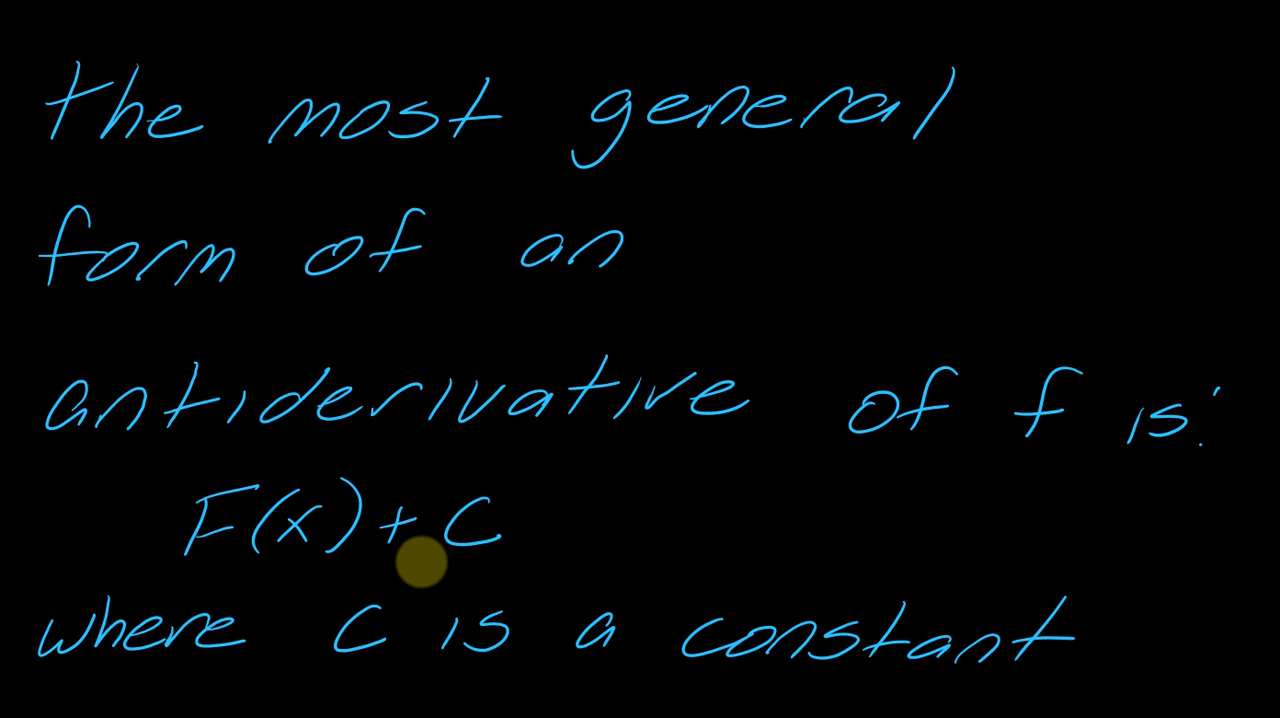 the most general
form of an
antiderivative of f is:
F(x) + C
where C is a constant